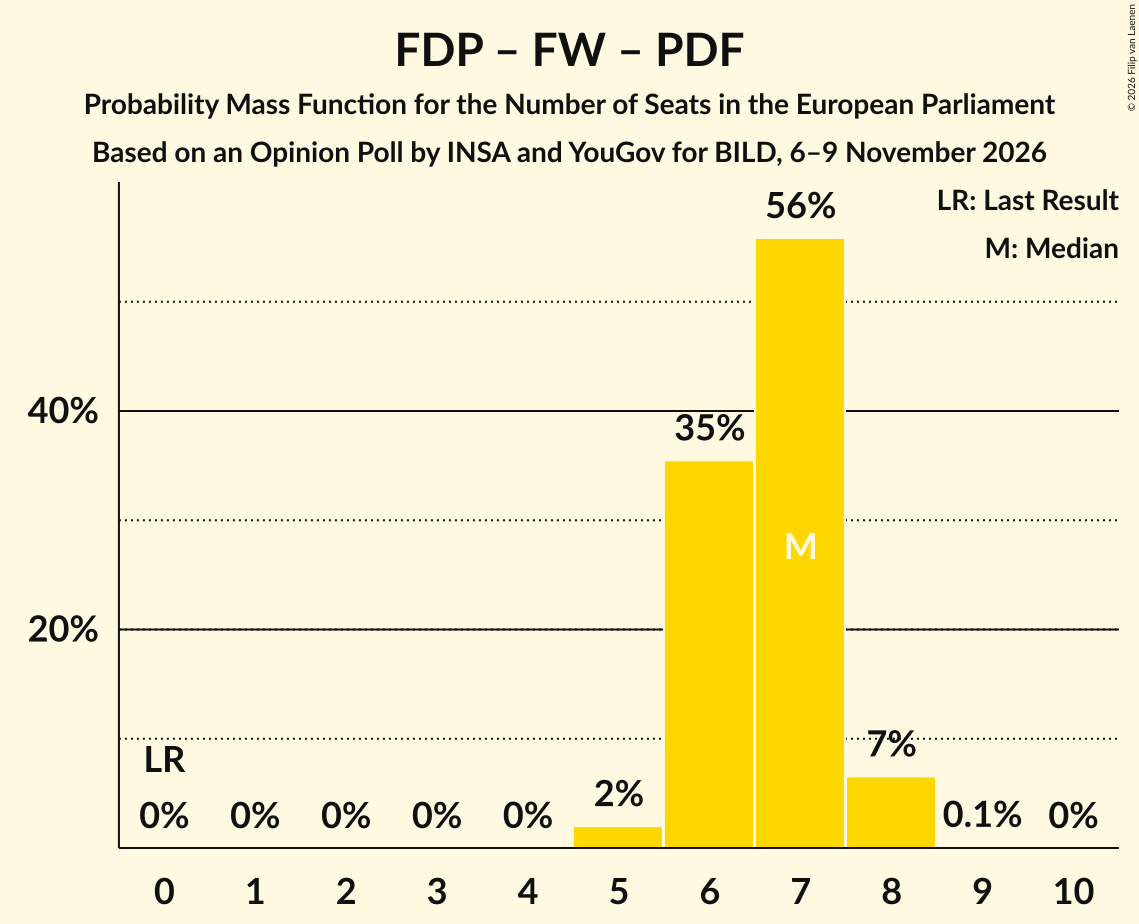 FDP – FW – PDF
Probability Mass Function for the Number of Seats in the European Parliament
Based on an Opinion Poll by INSA and YouGov for BILD, 6–9 November 2026
© 2026 Filip van Laenen
LR: Last Result
M: Median
56%
40%
35%
M
20%
LR
7%
2%
0% 0% 0% 0% 0% 0.1% 0%
0 1 2 3 4 5 6 7 8 9 10